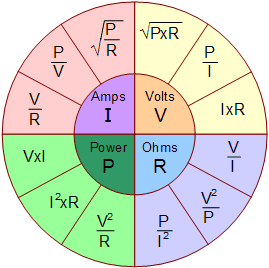 √P/R
√PxR
P/V
P/I
V/R
IxR
Amps
I
Volts
V
Power
P
Ohms
R
VxI
V/I
I²xR
V²/P
V²/R
P/I²